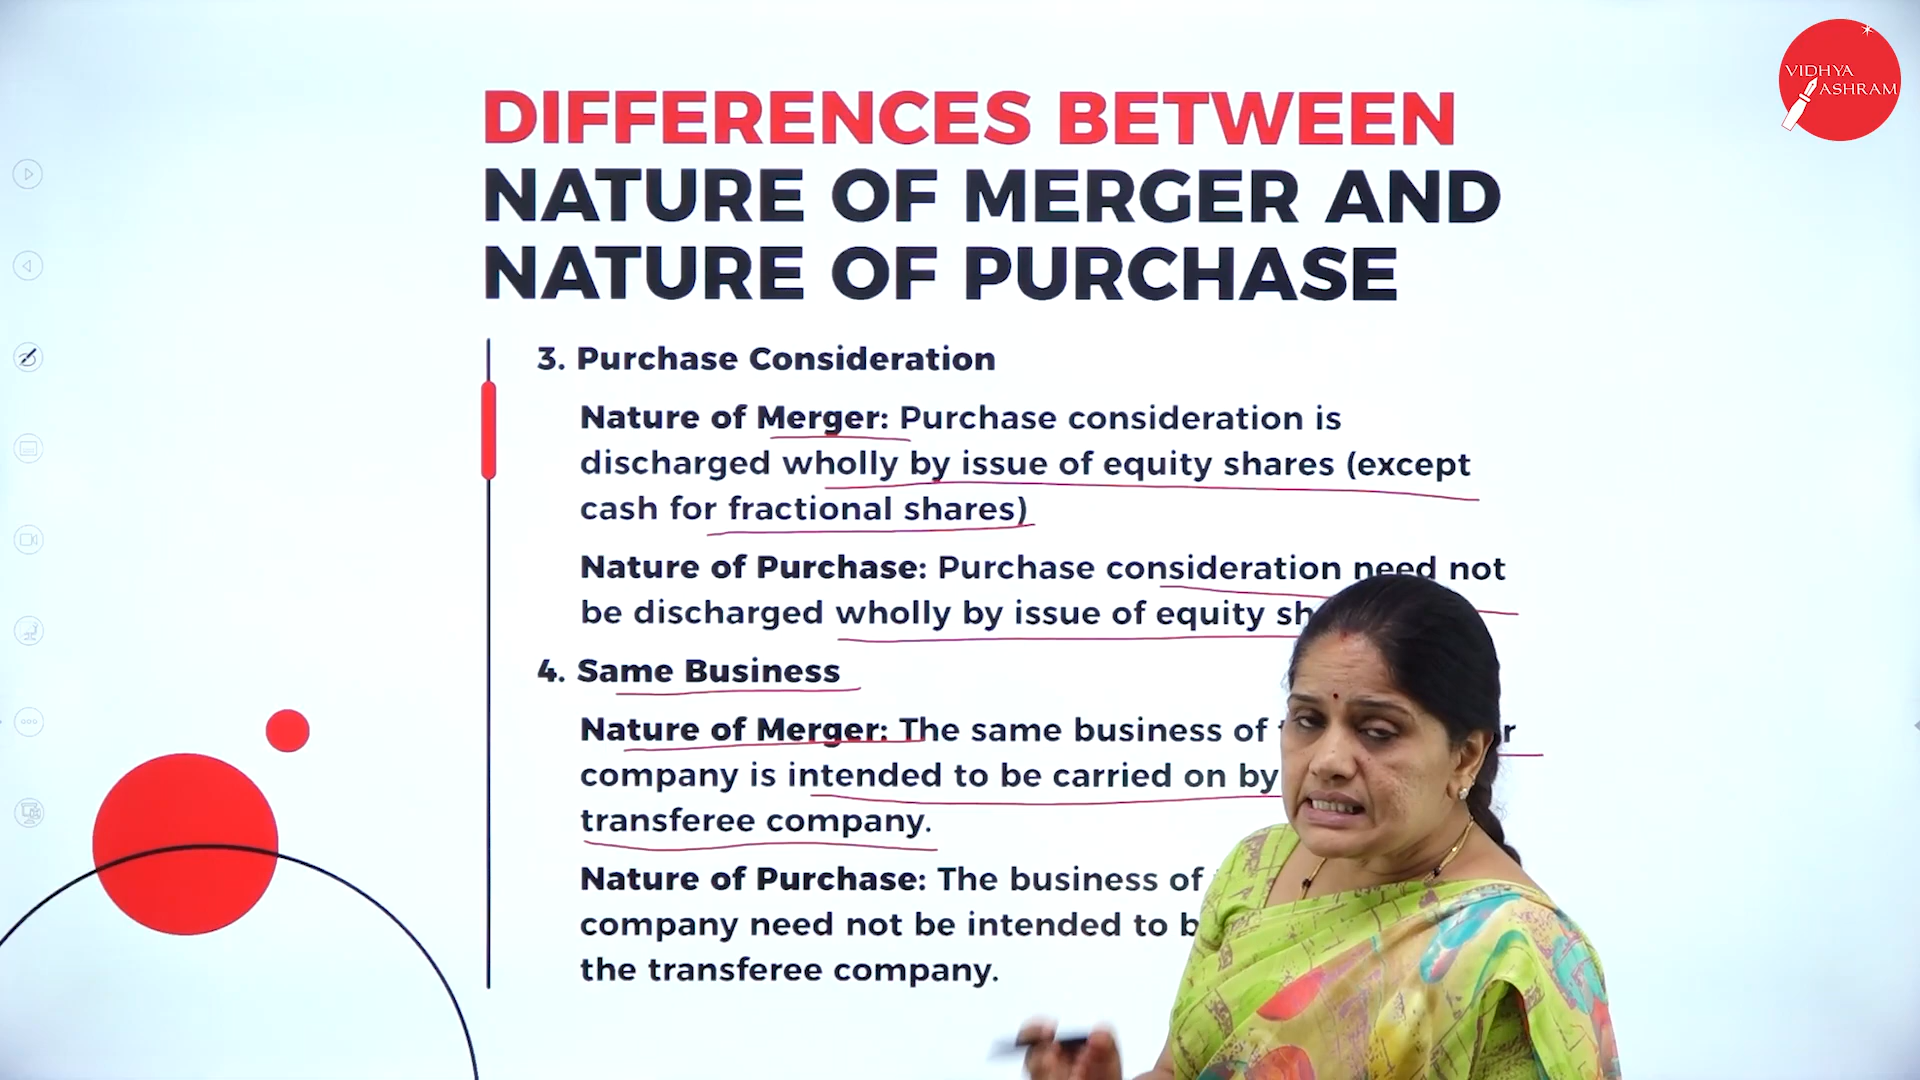 VIDHYA
ASHRAM
DIFFERENCES BETWEEN
NATURE OF MERGER AND
NATURE OF PURCHASE
3. Purchase Consideration
Nature of Merger: Purchase consideration is
discharged wholly by issue of equity shares (except
cash for fractional shares)
Nature of Purchase: Purchase consideration need not
be discharged wholly by issue of equity
4. Same Business
Nature of Merger: The same business of
company is intended to be carried on by
transferee company.
Nature of Purchase: The business of
company need not be intended to
the transferee company.